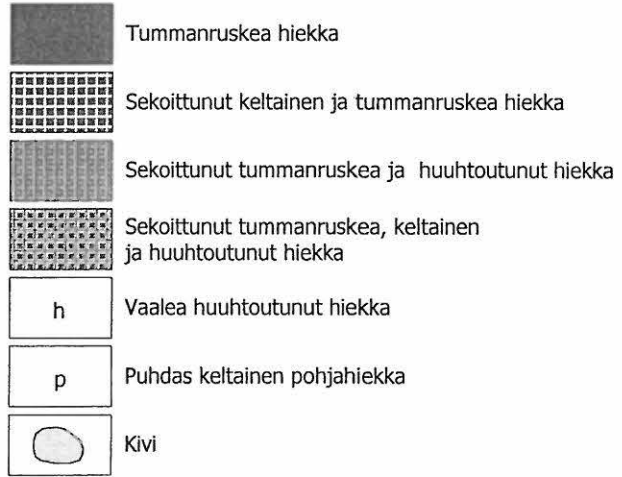 Tummanruskea hiekka
Sekoittunut keltainen ja tummanruskea hiekka
Sekoittunut tummanruskea ja huuhtoutunut hiekka
Sekoittunut tummanruskea, keltainen
ja huuhtoutunut hiekka
h Vaalea huuhtoutunut hiekka
p Puhdas keltainen pohjahiekka
Kivi